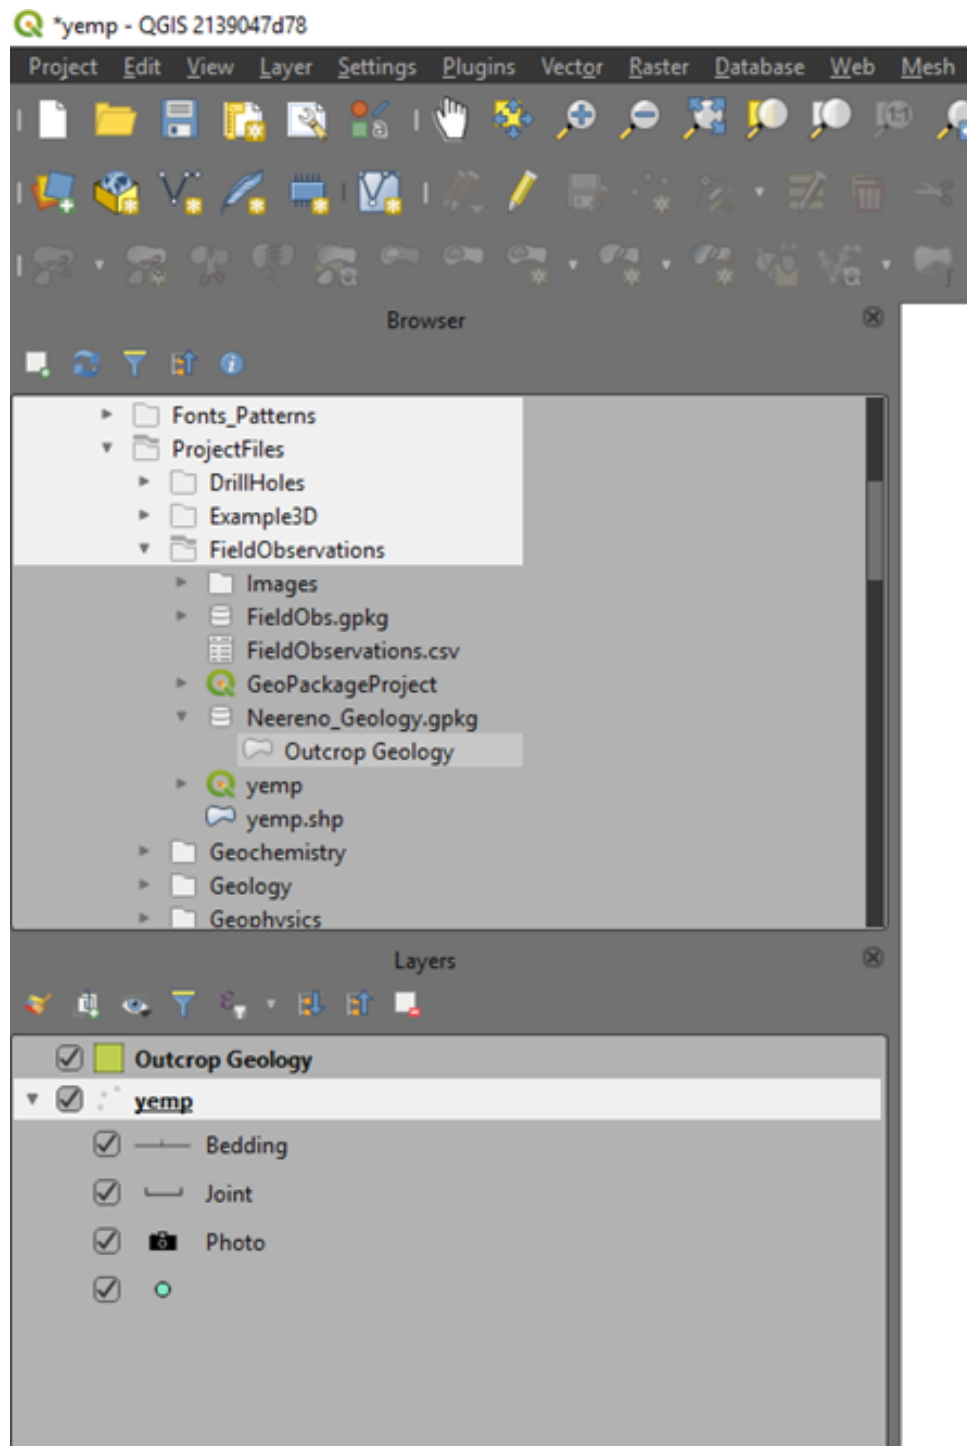 *yemp - QGIS 2139047d78
Project Edit View Layer Settings Plugins Vector Raster Database Web Mesh
1:1
Browser
Fonts_Patterns
ProjectFiles
DrillHoles
Example3D
FieldObservations
Images
FieldObs.gpkg
FieldObservations.csv
GeoPackageProject
Neereno_Geology.gpkg
Outcrop Geology
yemp
yemp.shp
Geochemistry
Geology
Geophysics
Layers
Outcrop Geology
yemp
Bedding
Joint
Photo